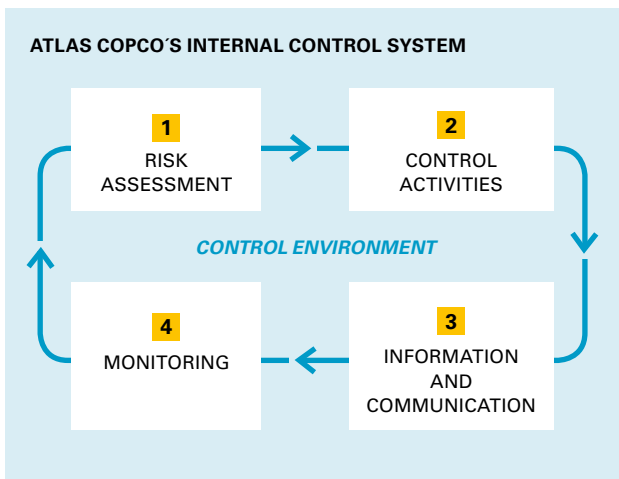 ATLAS COPCO´S INTERNAL CONTROL SYSTEM
1
RISK
ASSESSMENT
2
CONTROL
ACTIVITIES
CONTROL ENVIRONMENT
4
MONITORING
3
INFORMATION
AND
COMMUNICATION